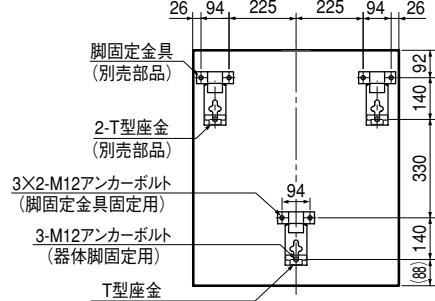 26 94 225 225 94 26
脚固定金具
(別売部品)
92
140
2-T型座金
(別売部品)
330
3×2-M12アンカーボルト
(脚固定金具固定用)
94
3-M12アンカーボルト
(器体脚固定用)
140
(88)
T型座金